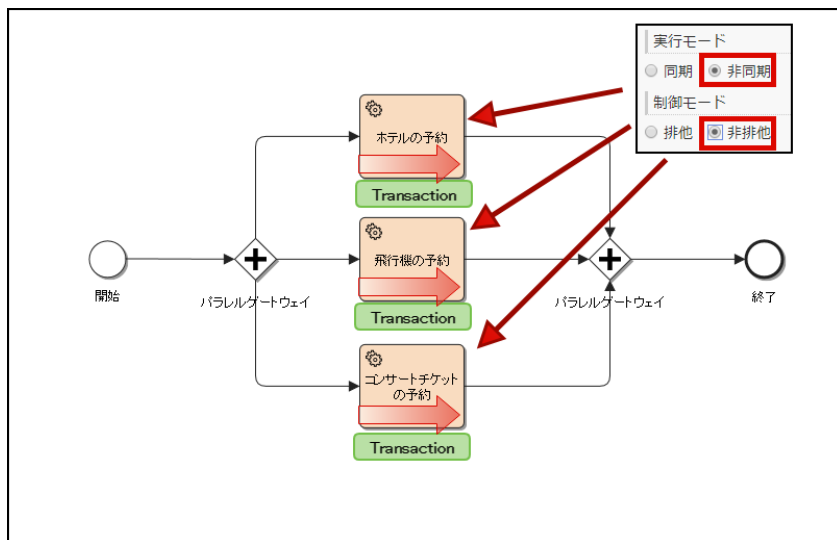 実行モード
同期 非同期
制御モード
排他 非排他
ホテルの予約
Transaction
飛行機の予約
Transaction
開始
パラレルゲートウェイ
パラレルゲートウェイ
終了
コンサートチケット
の予約
Transaction